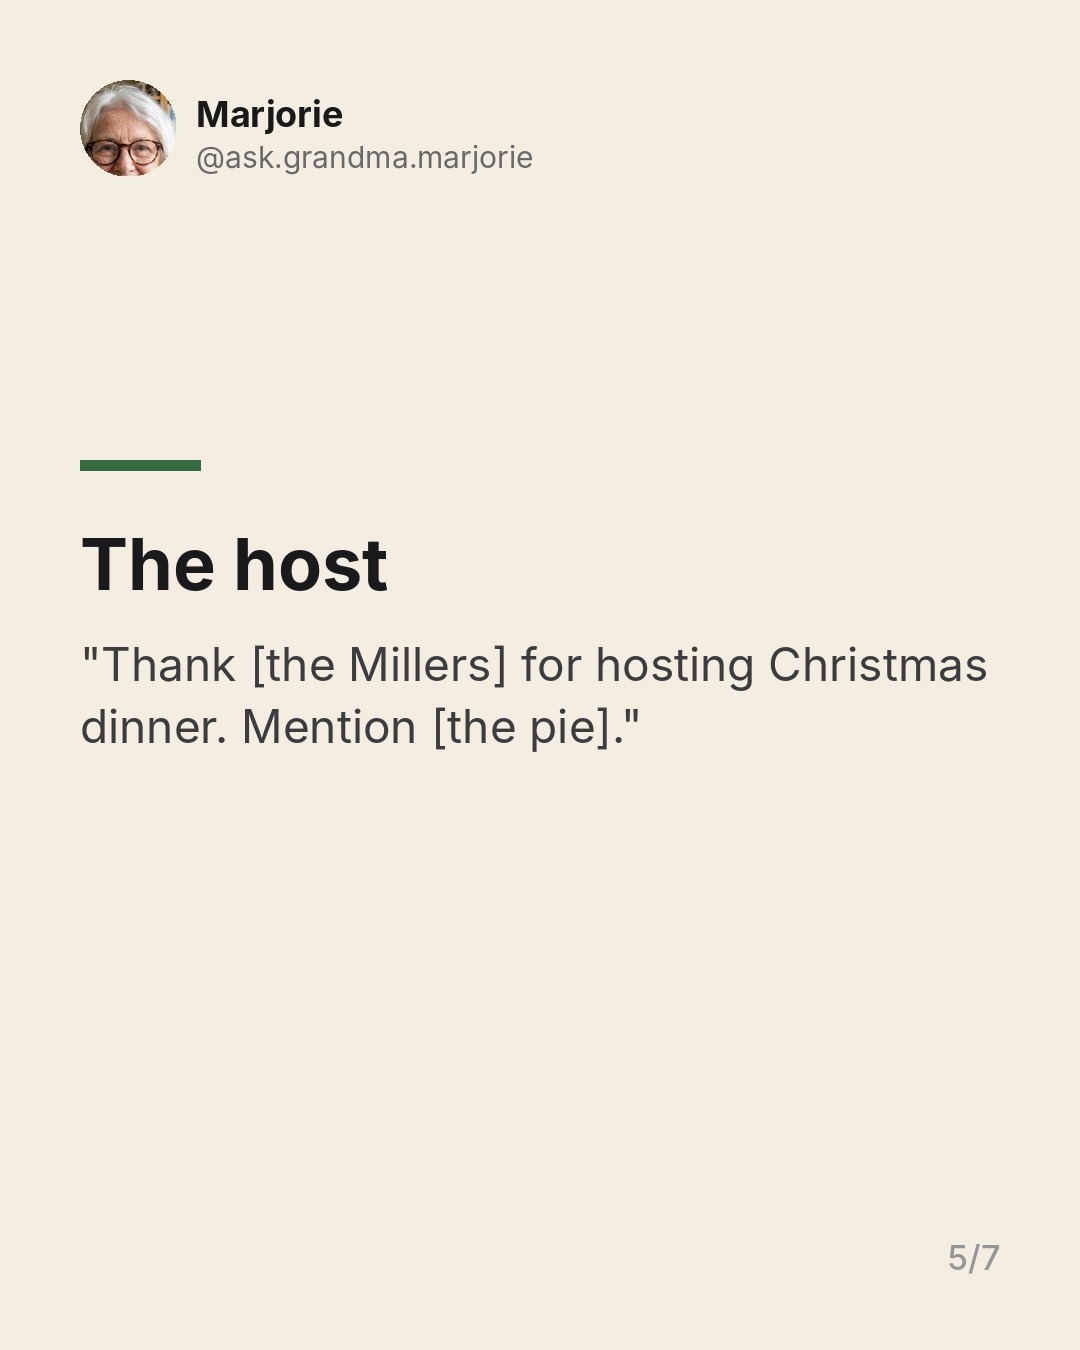 Marjorie
@ask.grandma.marjorie
The host
"Thank [the Millers] for hosting Christmas
dinner. Mention [the pie]."
5/7